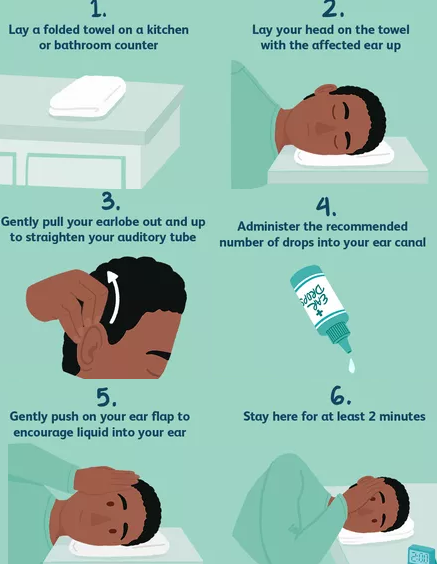 1.
Lay a folded towel on a kitchen
or bathroom counter
2.
Lay your head on the towel
with the affected ear up
3.
Gently pull your earlobe out and up
to straighten your auditory tube
4.
Administer the recommended
number of drops into your ear canal
EAR
DROPS
5.
Gently push on your ear flap to
encourage liquid into your ear
6.
Stay here for at least 2 minutes